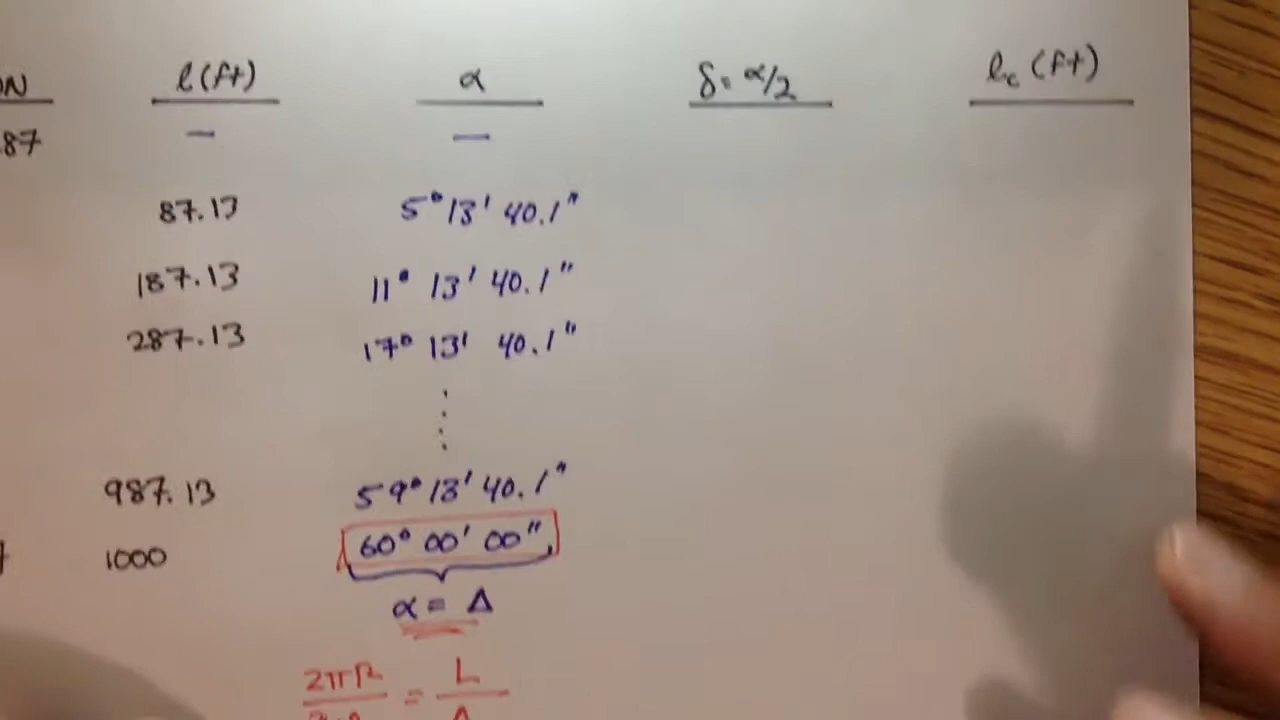 ON l(ft) α δ=α/2 lc(ft)
87 — —
87.13 5° 13' 40.1"
187.13 11° 13' 40.1"
287.13 17° 13' 40.1"
987.13 59° 13' 40.1"
1000 60° 00' 00"
α = Δ
2πR = L